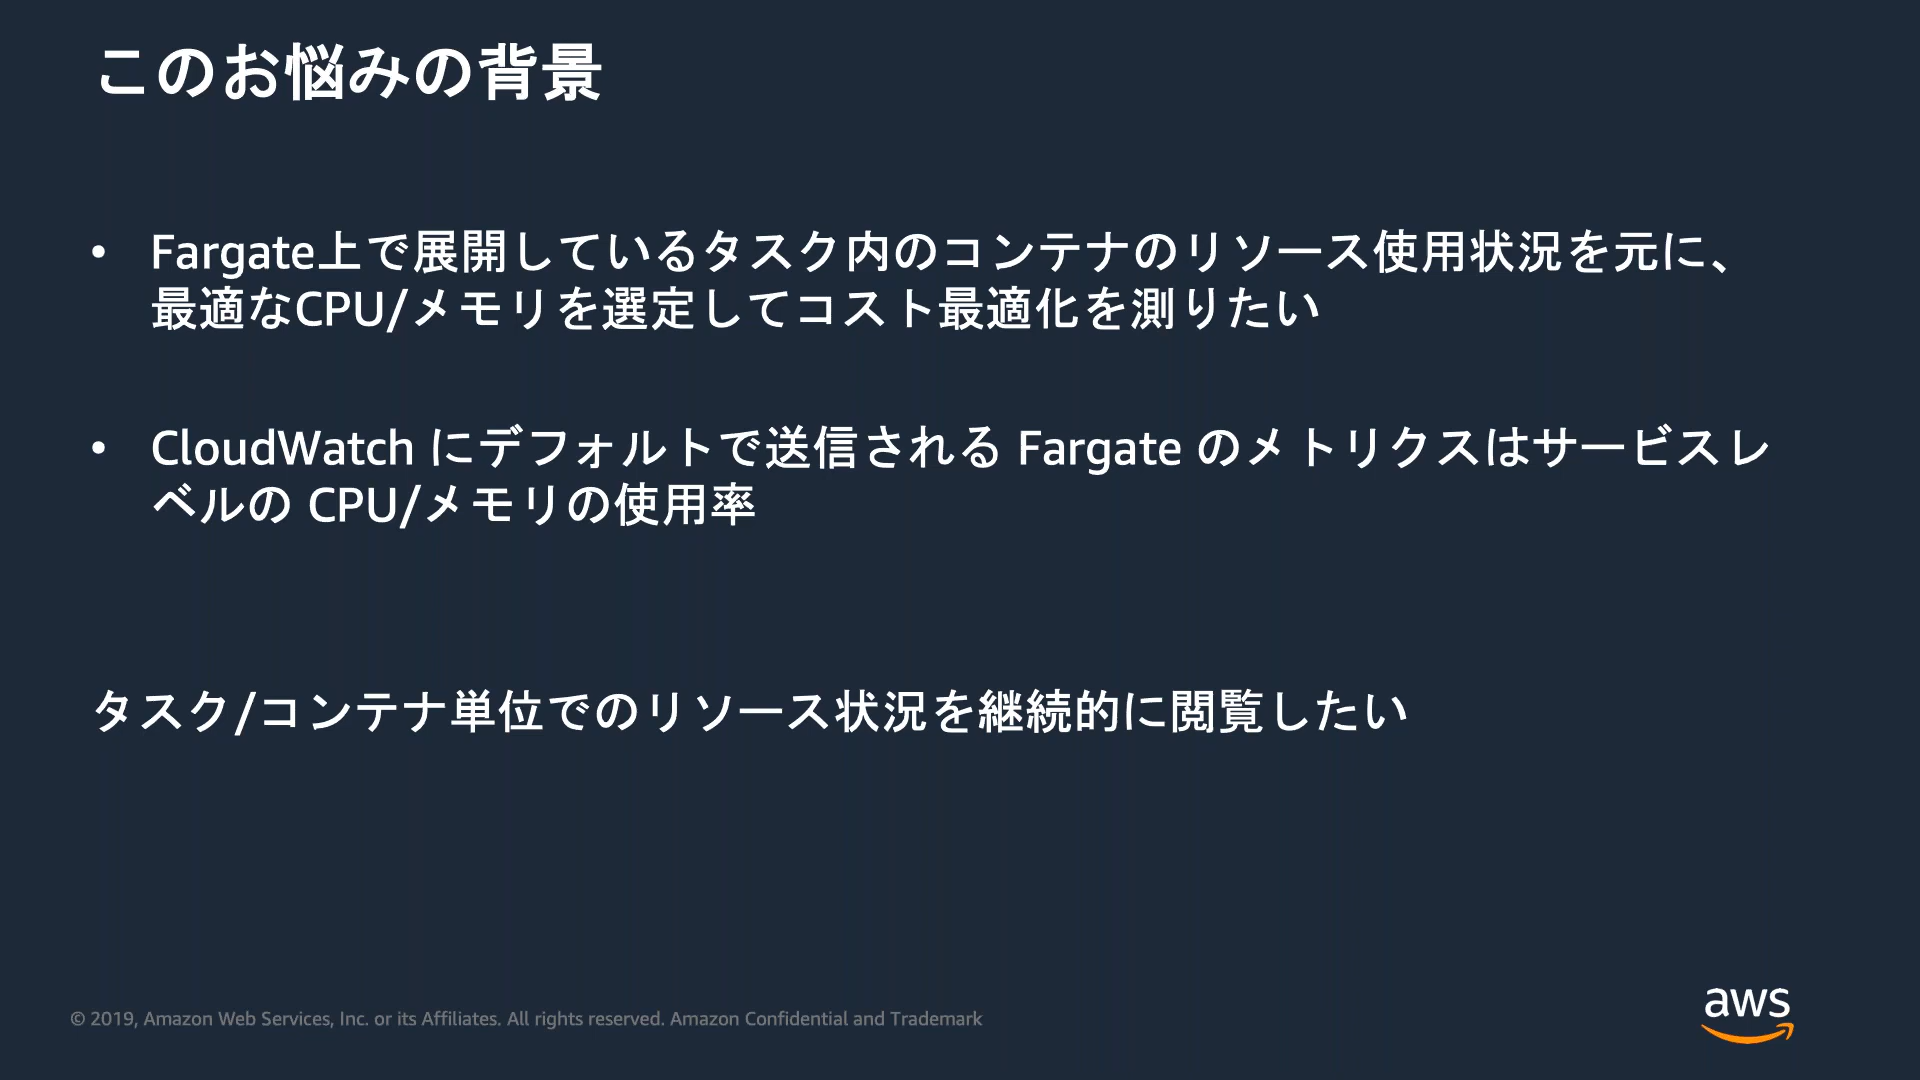 このお悩みの背景
• Fargate上で展開しているタスク内のコンテナのリソース使用状況を元に、
最適なCPU/メモリを選定してコスト最適化を測りたい
• CloudWatch にデフォルトで送信される Fargate のメトリクスはサービスレ
ベルの CPU/メモリの使用率
タスク/コンテナ単位でのリソース状況を継続的に閲覧したい
© 2019, Amazon Web Services, Inc. or its Affiliates. All rights reserved. Amazon Confidential and Trademark
aws